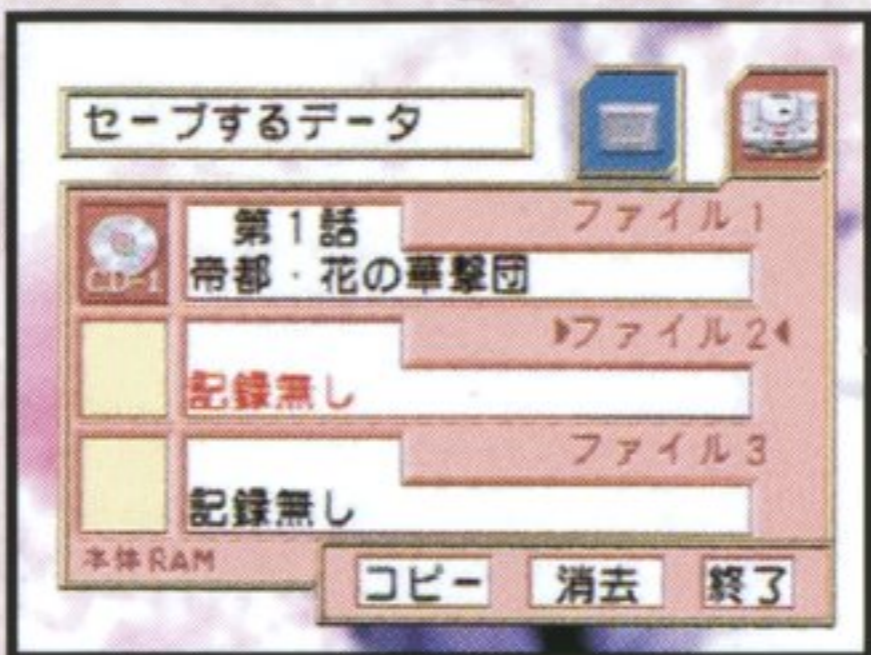 セーブするデータ
CD-1
第1話
ファイル1
帝都・花の華撃団
ファイル2
記録無し
ファイル3
記録無し
本体RAM
コピー
消去
終了